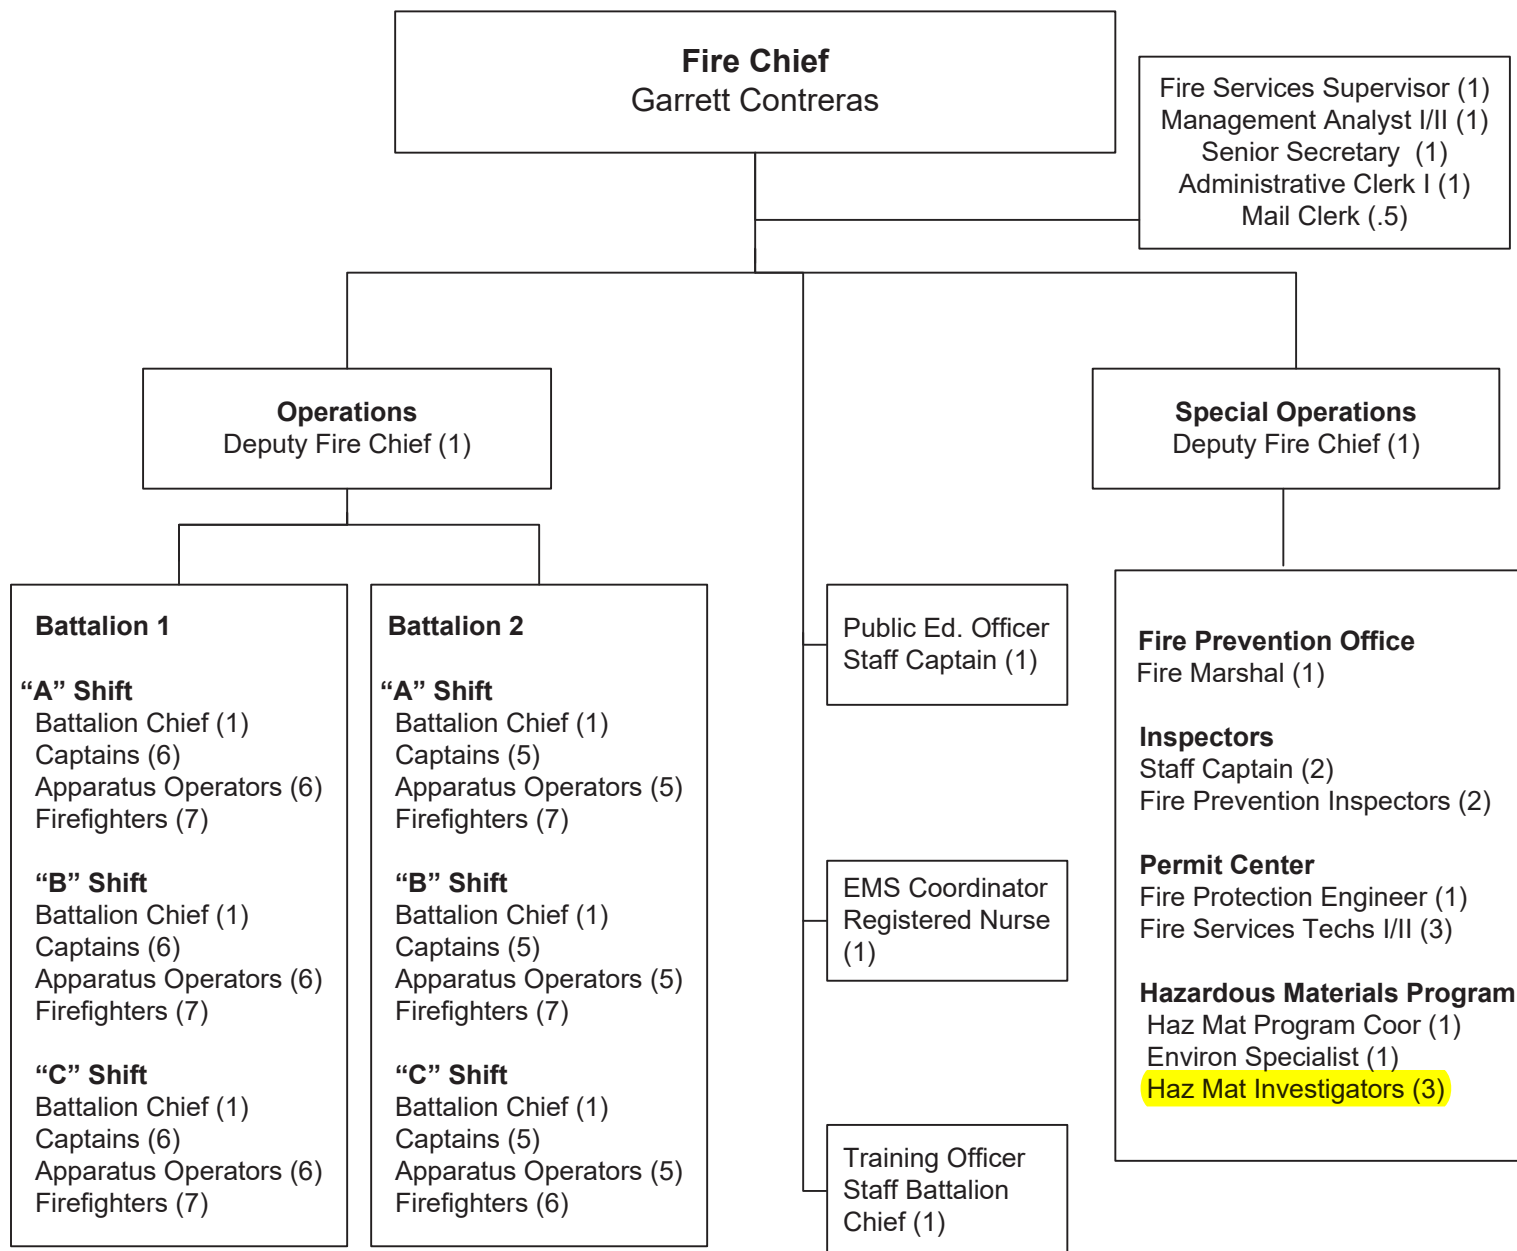 Fire Chief
Garrett Contreras
Fire Services Supervisor (1)
Management Analyst I/II (1)
Senior Secretary (1)
Administrative Clerk I (1)
Mail Clerk (.5)
Operations
Deputy Fire Chief (1)
Special Operations
Deputy Fire Chief (1)
Battalion 1
“A” Shift
Battalion Chief (1)
Captains (6)
Apparatus Operators (6)
Firefighters (7)
“B” Shift
Battalion Chief (1)
Captains (6)
Apparatus Operators (6)
Firefighters (7)
“C” Shift
Battalion Chief (1)
Captains (6)
Apparatus Operators (6)
Firefighters (7)
Battalion 2
“A” Shift
Battalion Chief (1)
Captains (5)
Apparatus Operators (5)
Firefighters (7)
“B” Shift
Battalion Chief (1)
Captains (5)
Apparatus Operators (5)
Firefighters (7)
“C” Shift
Battalion Chief (1)
Captains (5)
Apparatus Operators (5)
Firefighters (6)
Public Ed. Officer
Staff Captain (1)
EMS Coordinator
Registered Nurse
(1)
Training Officer
Staff Battalion
Chief (1)
Fire Prevention Office
Fire Marshal (1)
Inspectors
Staff Captain (2)
Fire Prevention Inspectors (2)
Permit Center
Fire Protection Engineer (1)
Fire Services Techs I/II (3)
Hazardous Materials Program
Haz Mat Program Coor (1)
Environ Specialist (1)
Haz Mat Investigators (3)